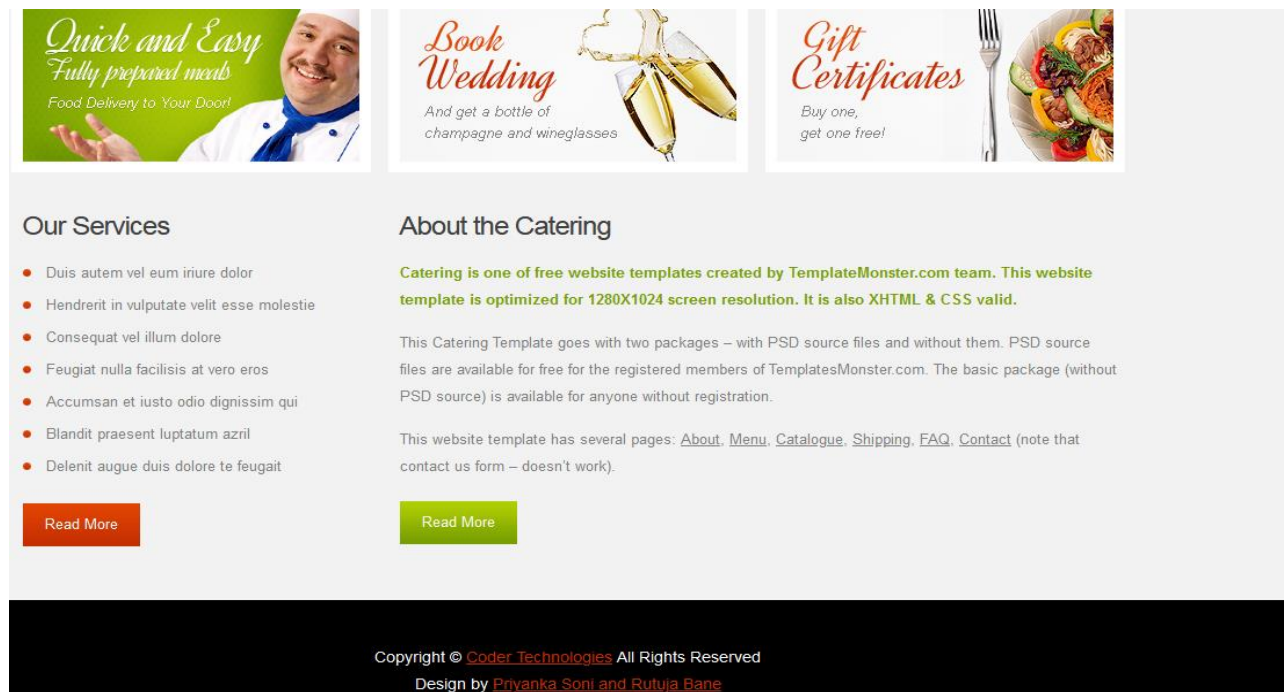 Quick and Easy
Fully prepared meals
Food Delivery to Your Door!
Book
Wedding
And get a bottle of
champagne and wineglasses
Gift
Certificates
Buy one,
get one free!
Our Services
Duis autem vel eum iriure dolor
Hendrerit in vulputate velit esse molestie
Consequat vel illum dolore
Feugiat nulla facilisis at vero eros
Accumsan et iusto odio dignissim qui
Blandit praesent luptatum azril
Delenit augue duis dolore te feugait
Read More
About the Catering
Catering is one of free website templates created by TemplateMonster.com team. This website
template is optimized for 1280X1024 screen resolution. It is also XHTML & CSS valid.
This Catering Template goes with two packages – with PSD source files and without them. PSD source
files are available for free for the registered members of TemplatesMonster.com. The basic package (without
PSD source) is available for anyone without registration.
This website template has several pages: About, Menu, Catalogue, Shipping, FAQ, Contact (note that
contact us form – doesn't work).
Read More
Copyright © Coder Technologies All Rights Reserved
Design by Priyanka Soni and Rutuja Bane